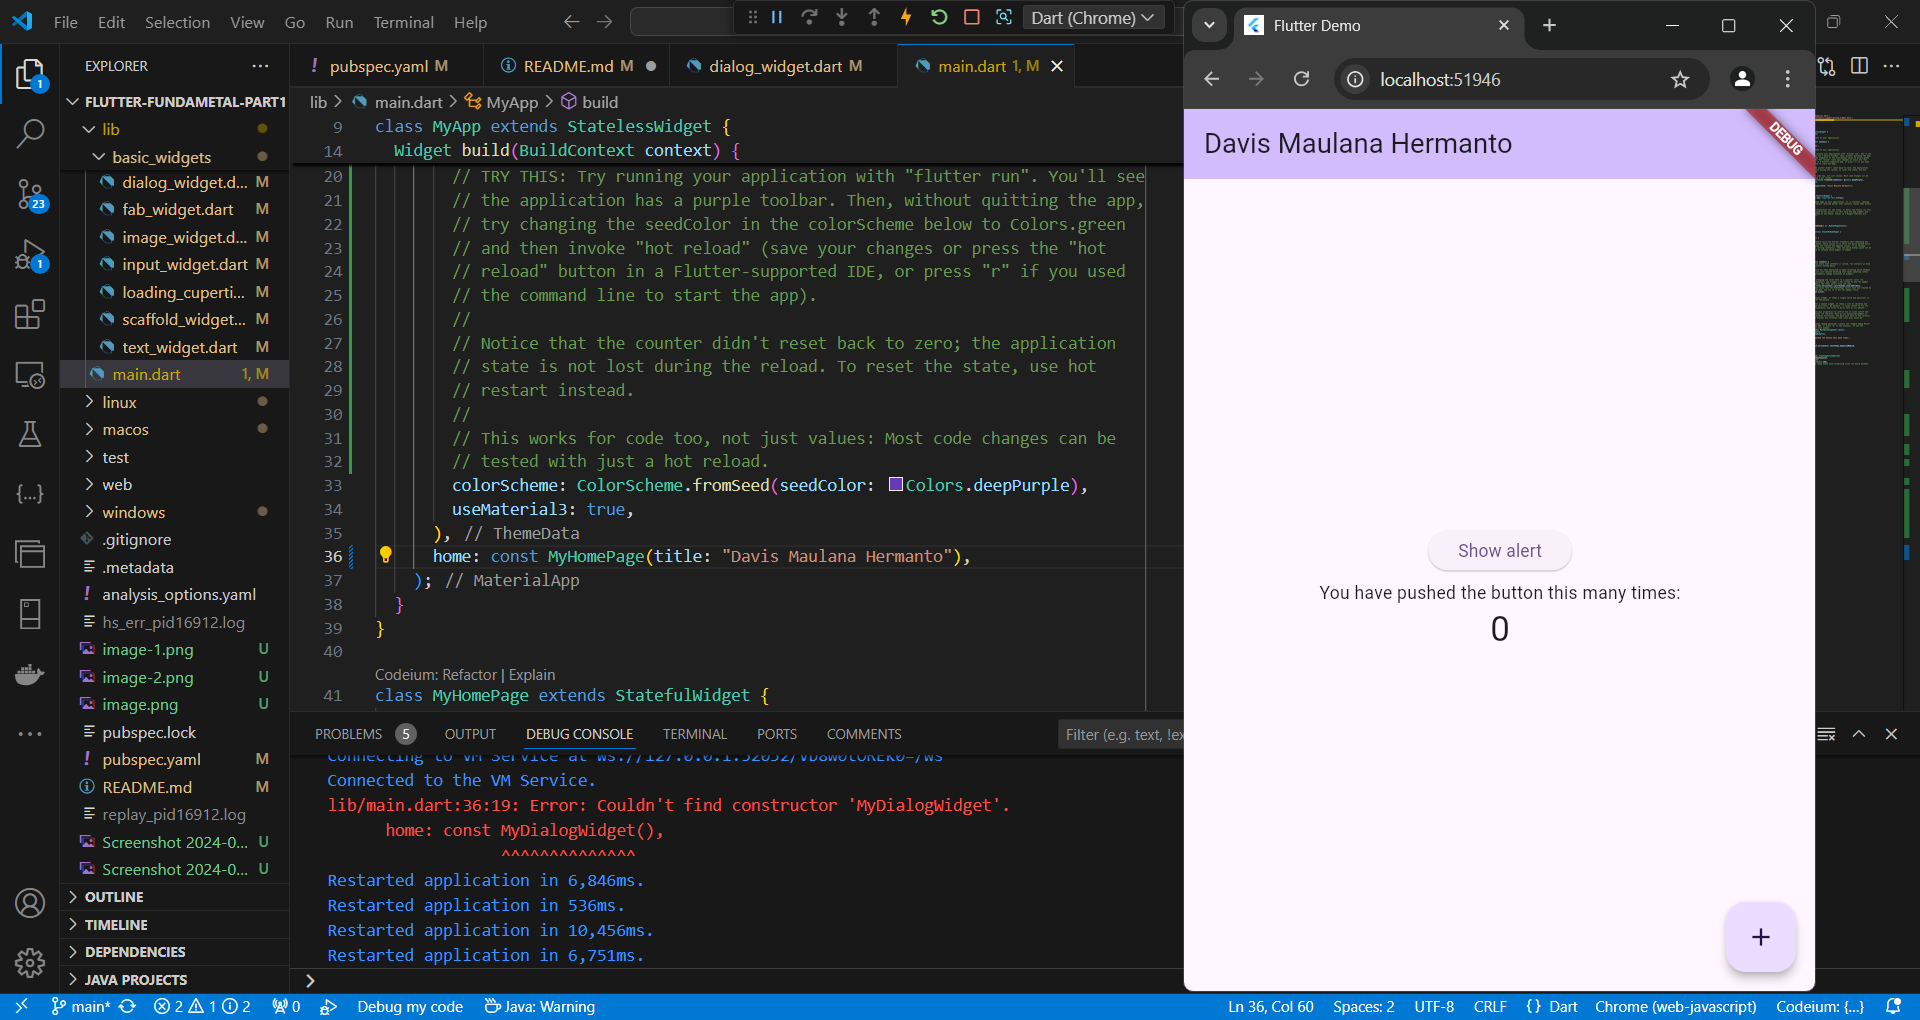 File Edit Selection View Go Run Terminal Help
Dart (Chrome)
EXPLORER
FLUTTER-FUNDAMETAL-PART1
lib
basic_widgets
dialog_widget.d... M
fab_widget.dart M
image_widget.d... M
input_widget.dart M
loading_cuperti... M
scaffold_widget... M
text_widget.dart M
main.dart 1, M
linux
macos
test
web
windows
.gitignore
.metadata
! analysis_options.yaml
hs_err_pid16912.log
image-1.png U
image-2.png U
image.png U
pubspec.lock
! pubspec.yaml M
README.md M
replay_pid16912.log
Screenshot 2024-0... U
Screenshot 2024-0... U
OUTLINE
TIMELINE
DEPENDENCIES
JAVA PROJECTS
1
23
1
! pubspec.yaml M
README.md M
dialog_widget.dart M
main.dart 1, M
lib > main.dart > MyApp > build
9 class MyApp extends StatelessWidget {
14 Widget build(BuildContext context) {
20 // TRY THIS: Try running your application with "flutter run". You'll see
21 // the application has a purple toolbar. Then, without quitting the app,
22 // try changing the seedColor in the colorScheme below to Colors.green
23 // and then invoke "hot reload" (save your changes or press the "hot
24 // reload" button in a Flutter-supported IDE, or press "r" if you used
25 // the command line to start the app).
26 //
27 // Notice that the counter didn't reset back to zero; the application
28 // state is not lost during the reload. To reset the state, use hot
29 // restart instead.
30 //
31 // This works for code too, not just values: Most code changes can be
32 // tested with just a hot reload.
33 colorScheme: ColorScheme.fromSeed(seedColor: Colors.deepPurple),
34 useMaterial3: true,
35 ), // ThemeData
36 home: const MyHomePage(title: "Davis Maulana Hermanto"),
37 ); // MaterialApp
38 }
39 }
40
Codeium: Refactor | Explain
41 class MyHomePage extends StatefulWidget {
PROBLEMS 5 OUTPUT DEBUG CONSOLE TERMINAL PORTS COMMENTS
Filter (e.g. text, !ex
Connected to the VM Service.
lib/main.dart:36:19: Error: Couldn't find constructor 'MyDialogWidget'.
home: const MyDialogWidget(),
^^^^^^^^^^^^^^
Restarted application in 6,846ms.
Restarted application in 536ms.
Restarted application in 10,456ms.
Restarted application in 6,751ms.
>
Flutter Demo
localhost:51946
Davis Maulana Hermanto
DEBUG
Show alert
You have pushed the button this many times:
0
+
main* 2 1 2 0 Debug my code Java: Warning
Ln 36, Col 60 Spaces: 2 UTF-8 CRLF {} Dart Chrome (web-javascript) Codeium: {...}